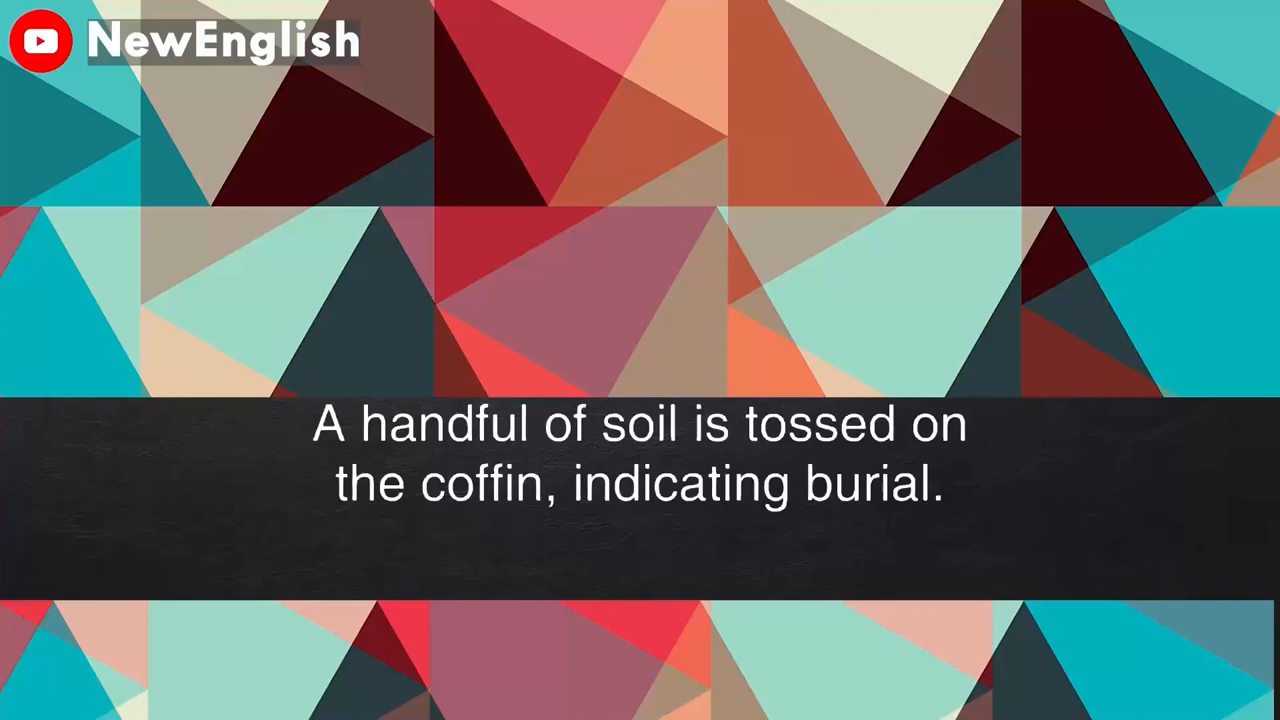 NewEnglish
A handful of soil is tossed on
the coffin, indicating burial.